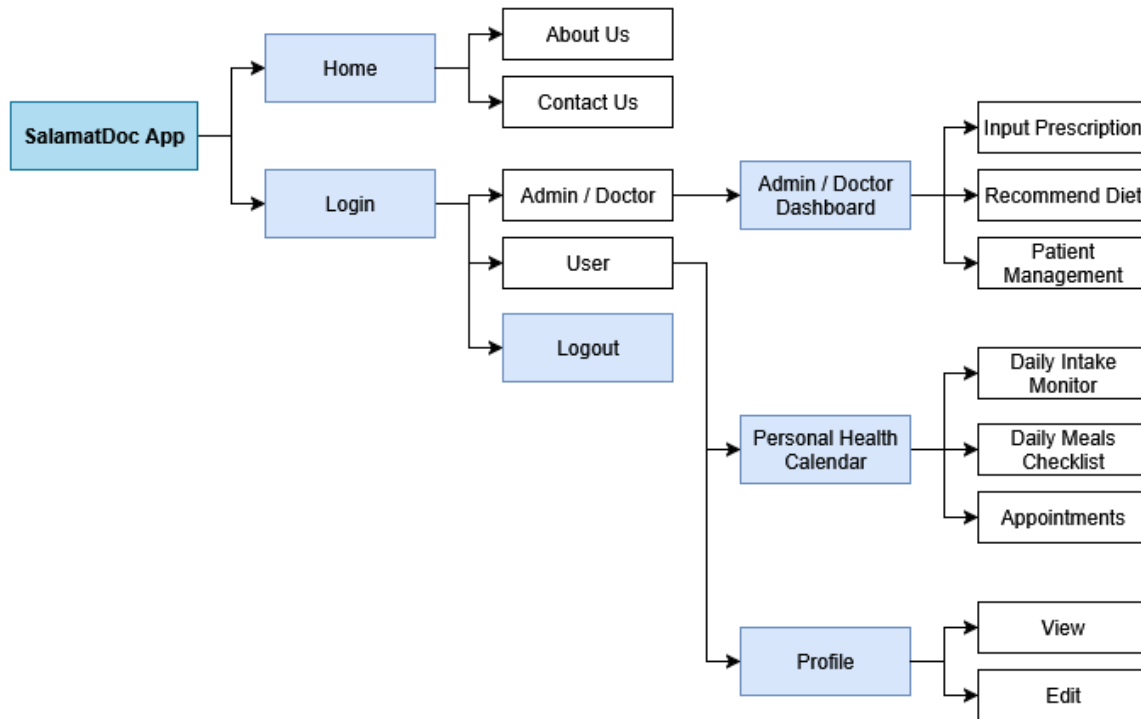 SalamatDoc App
Home
About Us
Contact Us
Login
Admin / Doctor
User
Logout
Admin / Doctor
Dashboard
Input Prescription
Recommend Diet
Patient
Management
Personal Health
Calendar
Daily Intake
Monitor
Daily Meals
Checklist
Appointments
Profile
View
Edit